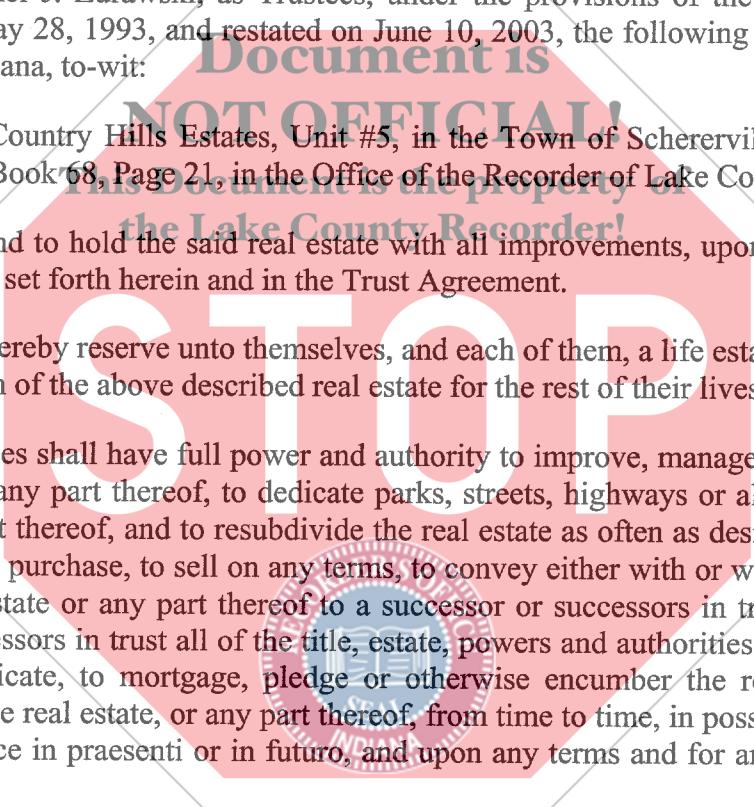 as Trustees, under the provisions of the
ay 28, 1993, and restated on June 10, 2003, the following
ana, to-wit:
Document is
NOT OFFICIAL!
Country Hills Estates, Unit #5, in the Town of Scherervil
Book 68, Page 21, in the Office of the Recorder of Lake Co
This Document is the property of
the Lake County Recorder!
nd to hold the said real estate with all improvements, upon
set forth herein and in the Trust Agreement.
STOP
ereby reserve unto themselves, and each of them, a life esta
n of the above described real estate for the rest of their lives
es shall have full power and authority to improve, manage
any part thereof, to dedicate parks, streets, highways or al
t thereof, and to resubdivide the real estate as often as desi
purchase, to sell on any terms, to convey either with or w
state or any part thereof to a successor or successors in tr
essors in trust all of the title, estate, powers and authorities
icate, to mortgage, pledge or otherwise encumber the r
e real estate, or any part thereof, from time to time, in poss
ce in praesenti or in futuro, and upon any terms and for an
SEAL
INDIANA